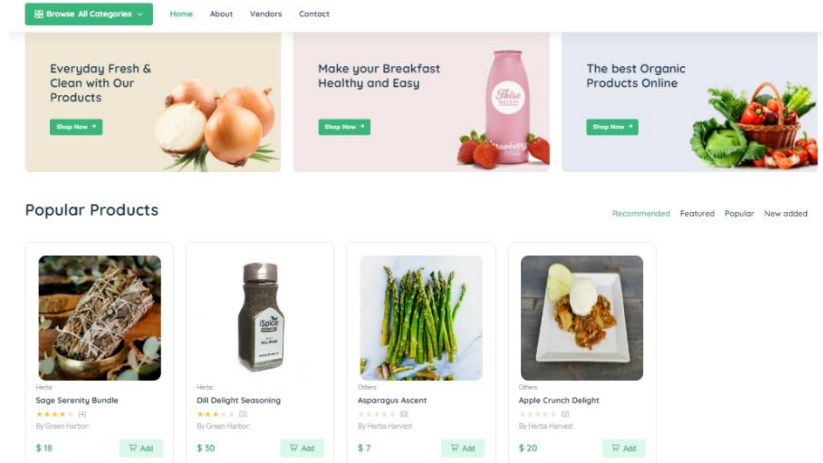 Browse All Categories
Home
About
Vendors
Contact
Everyday Fresh &
Clean with Our
Products
Shop Now
Make your Breakfast
Healthy and Easy
Shop Now
The best Organic
Products Online
Shop Now
Popular Products
Recommended
Featured
Popular
New added
Herbs
Sage Serenity Bundle
(4)
By Green Harbor:
$ 18
Add
iSpice
Herbs
Dill Delight Seasoning
(3)
By Green Harbor:
$ 30
Add
Others
Asparagus Ascent
(0)
By Herba Harvest
$ 7
Add
Others
Apple Crunch Delight
(0)
By Herba Harvest
$ 20
Add